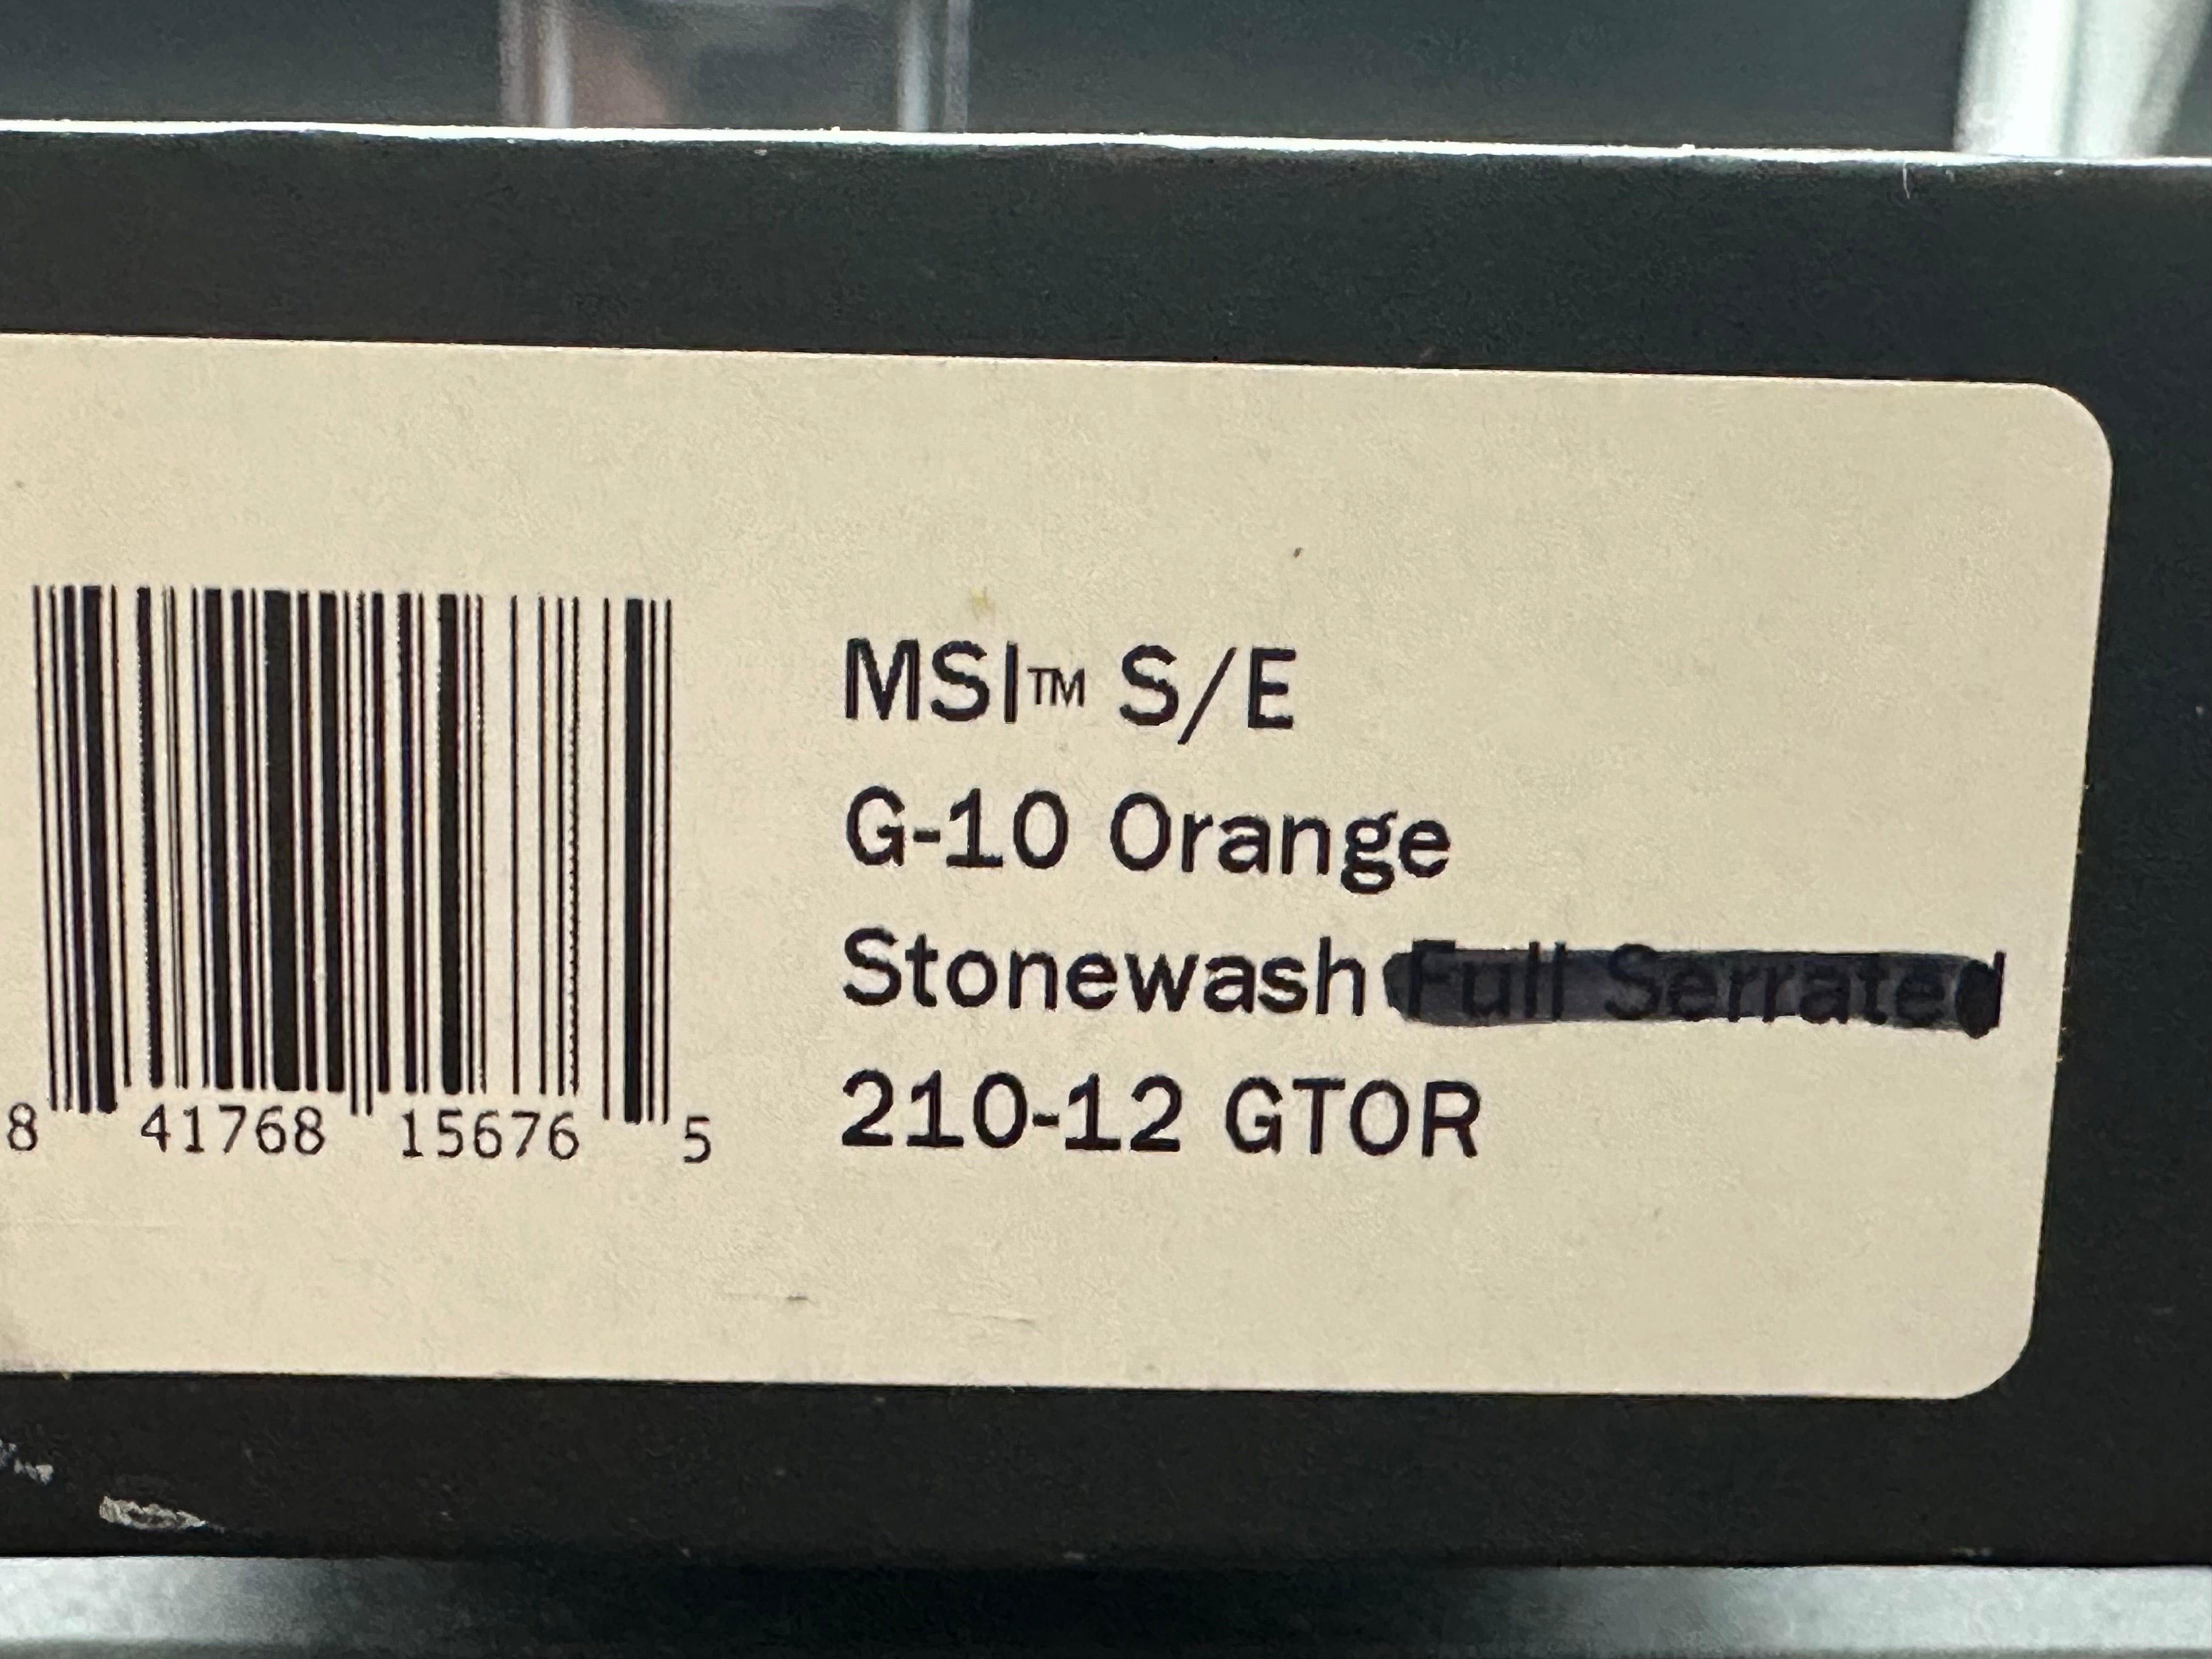 MSI™ S/E
G-10 Orange
Stonewash Full Serrated
210-12 GTOR
8 41768 15676 5